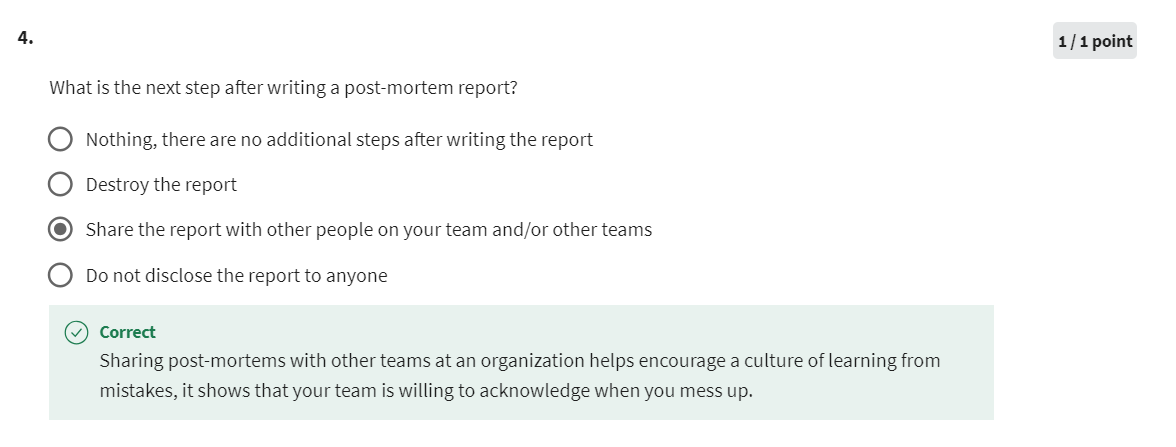 4.
1 / 1 point
What is the next step after writing a post-mortem report?
Nothing, there are no additional steps after writing the report
Destroy the report
Share the report with other people on your team and/or other teams
Do not disclose the report to anyone
Correct
Sharing post-mortems with other teams at an organization helps encourage a culture of learning from
mistakes, it shows that your team is willing to acknowledge when you mess up.